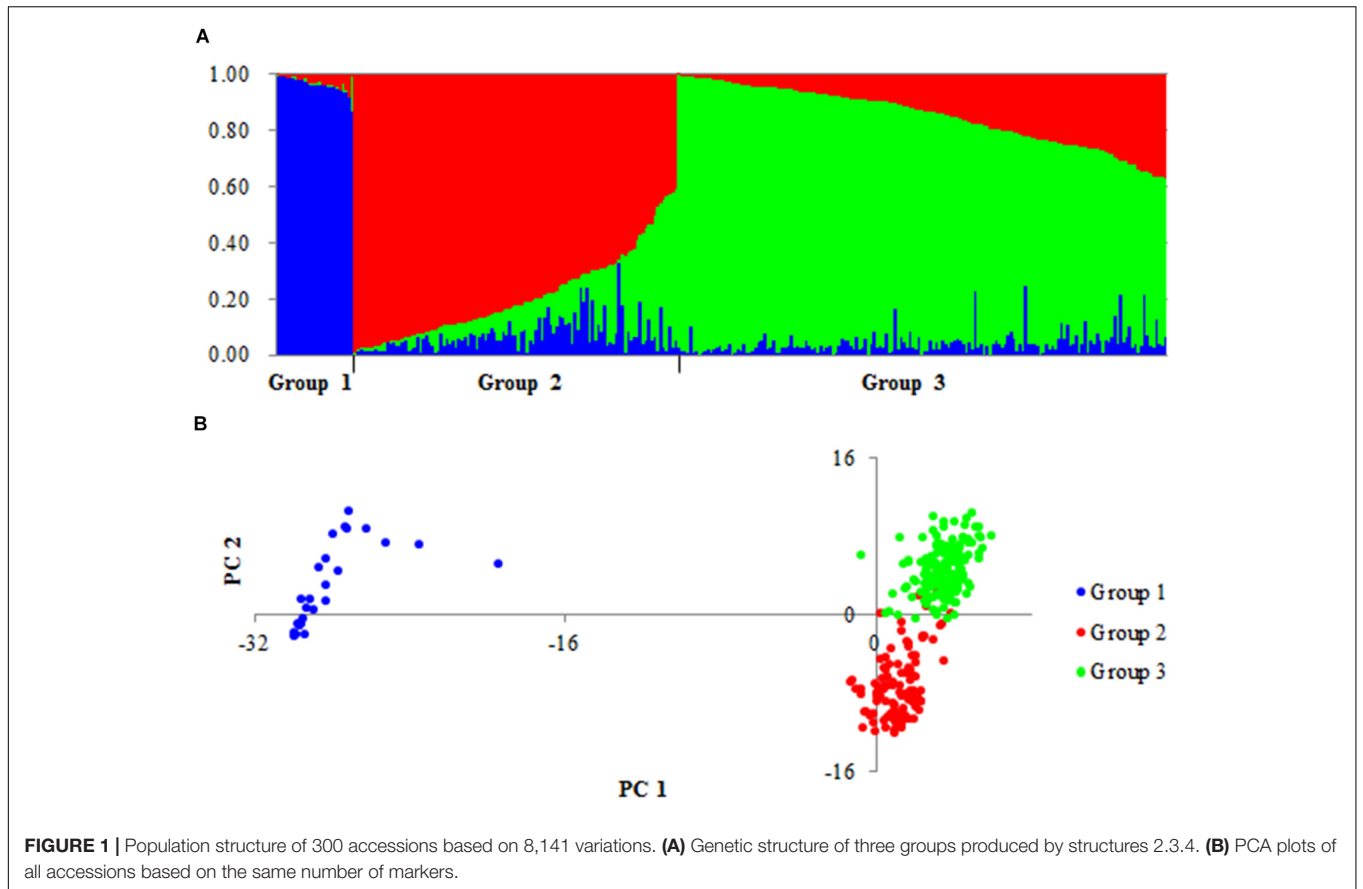 A
1.00
0.80
0.60
0.40
0.20
0.00
Group 1
Group 2
Group 3
B
16
PC 2
-32
-16
0
0
-16
PC 1
Group 1
Group 2
Group 3
FIGURE 1 | Population structure of 300 accessions based on 8,141 variations. (A) Genetic structure of three groups produced by structures 2.3.4. (B) PCA plots of
all accessions based on the same number of markers.